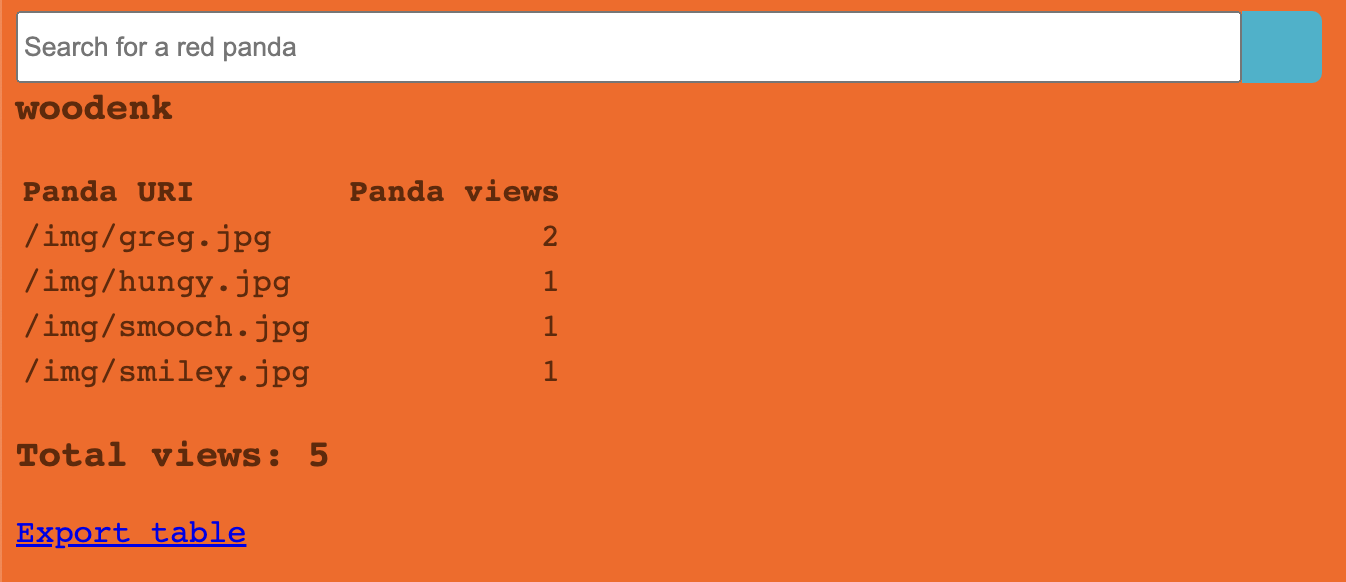 Search for a red panda
woodenk
Panda URI Panda views
/img/greg.jpg 2
/img/hungy.jpg 1
/img/smooch.jpg 1
/img/smiley.jpg 1
Total views: 5
Export table